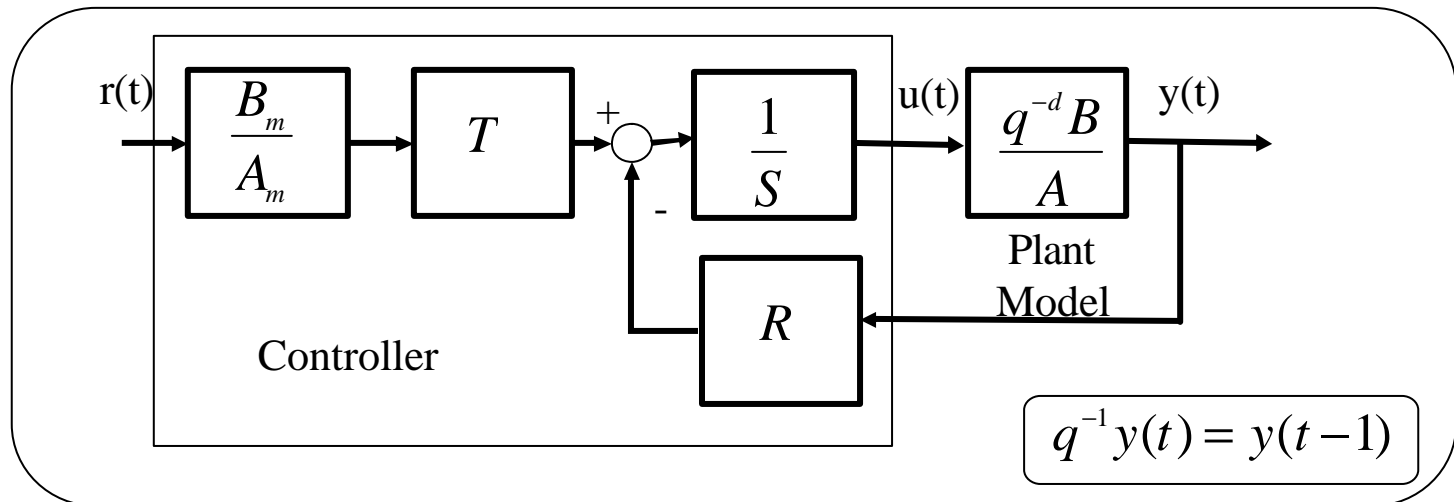 r(t)
B_m
A_m
T
+
-
1
S
u(t)
q^{-d} B
A
y(t)
Plant
Model
R
Controller
q^{-1} y(t) = y(t-1)